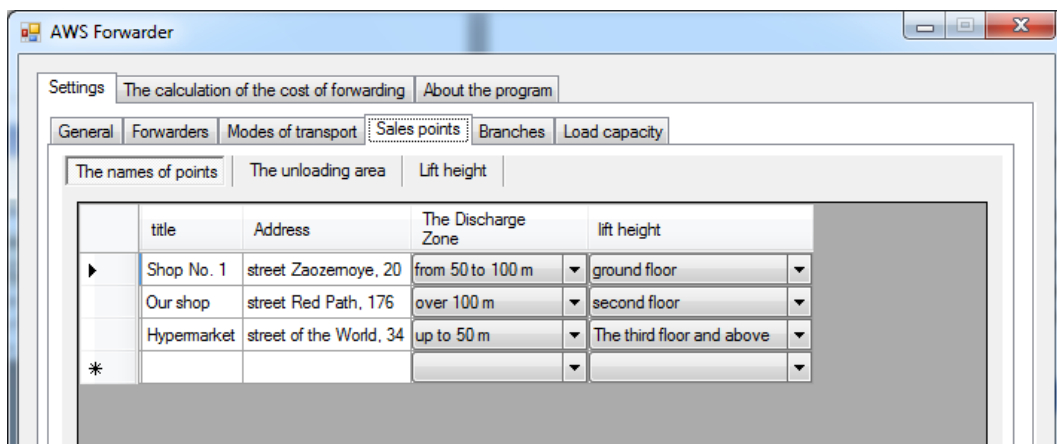 AWS Forwarder
Settings The calculation of the cost of forwarding About the program
General Forwarders Modes of transport Sales points Branches Load capacity
The names of points The unloading area Lift height
title Address The Discharge Zone lift height
Shop No. 1 street Zaozemoye, 20 from 50 to 100 m ground floor
Our shop street Red Path, 176 over 100 m second floor
Hypermarket street of the World, 34 up to 50 m The third floor and above